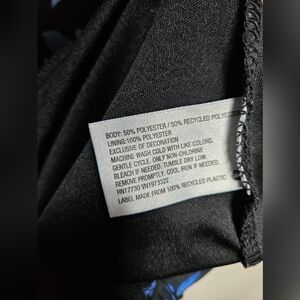 BODY: 50% POLYESTER / 50% RECYCLED POLYESTER
LINING: 100% POLYESTER
EXCLUSIVE OF DECORATION
MACHINE WASH COLD WITH LIKE COLORS.
GENTLE CYCLE. ONLY NON-CHLORINE
BLEACH IF NEEDED. TUMBLE DRY LOW.
REMOVE PROMPTLY. COOL IRON IF NEEDED.
RN17730 VN1973322
LABEL MADE FROM 100% RECYCLED PLASTIC